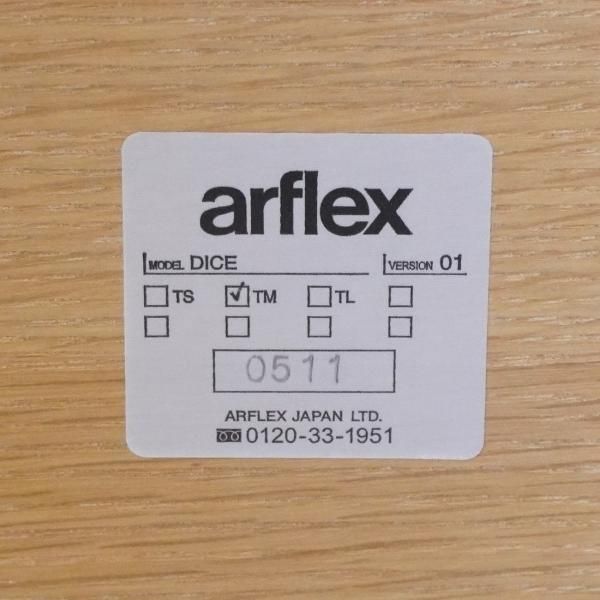 arflex
MODEL DICE VERSION 01
☐ TS ☑ TM ☐ TL ☐
☐ ☐ ☐ ☐
0511
ARFLEX JAPAN LTD.
0120-33-1951